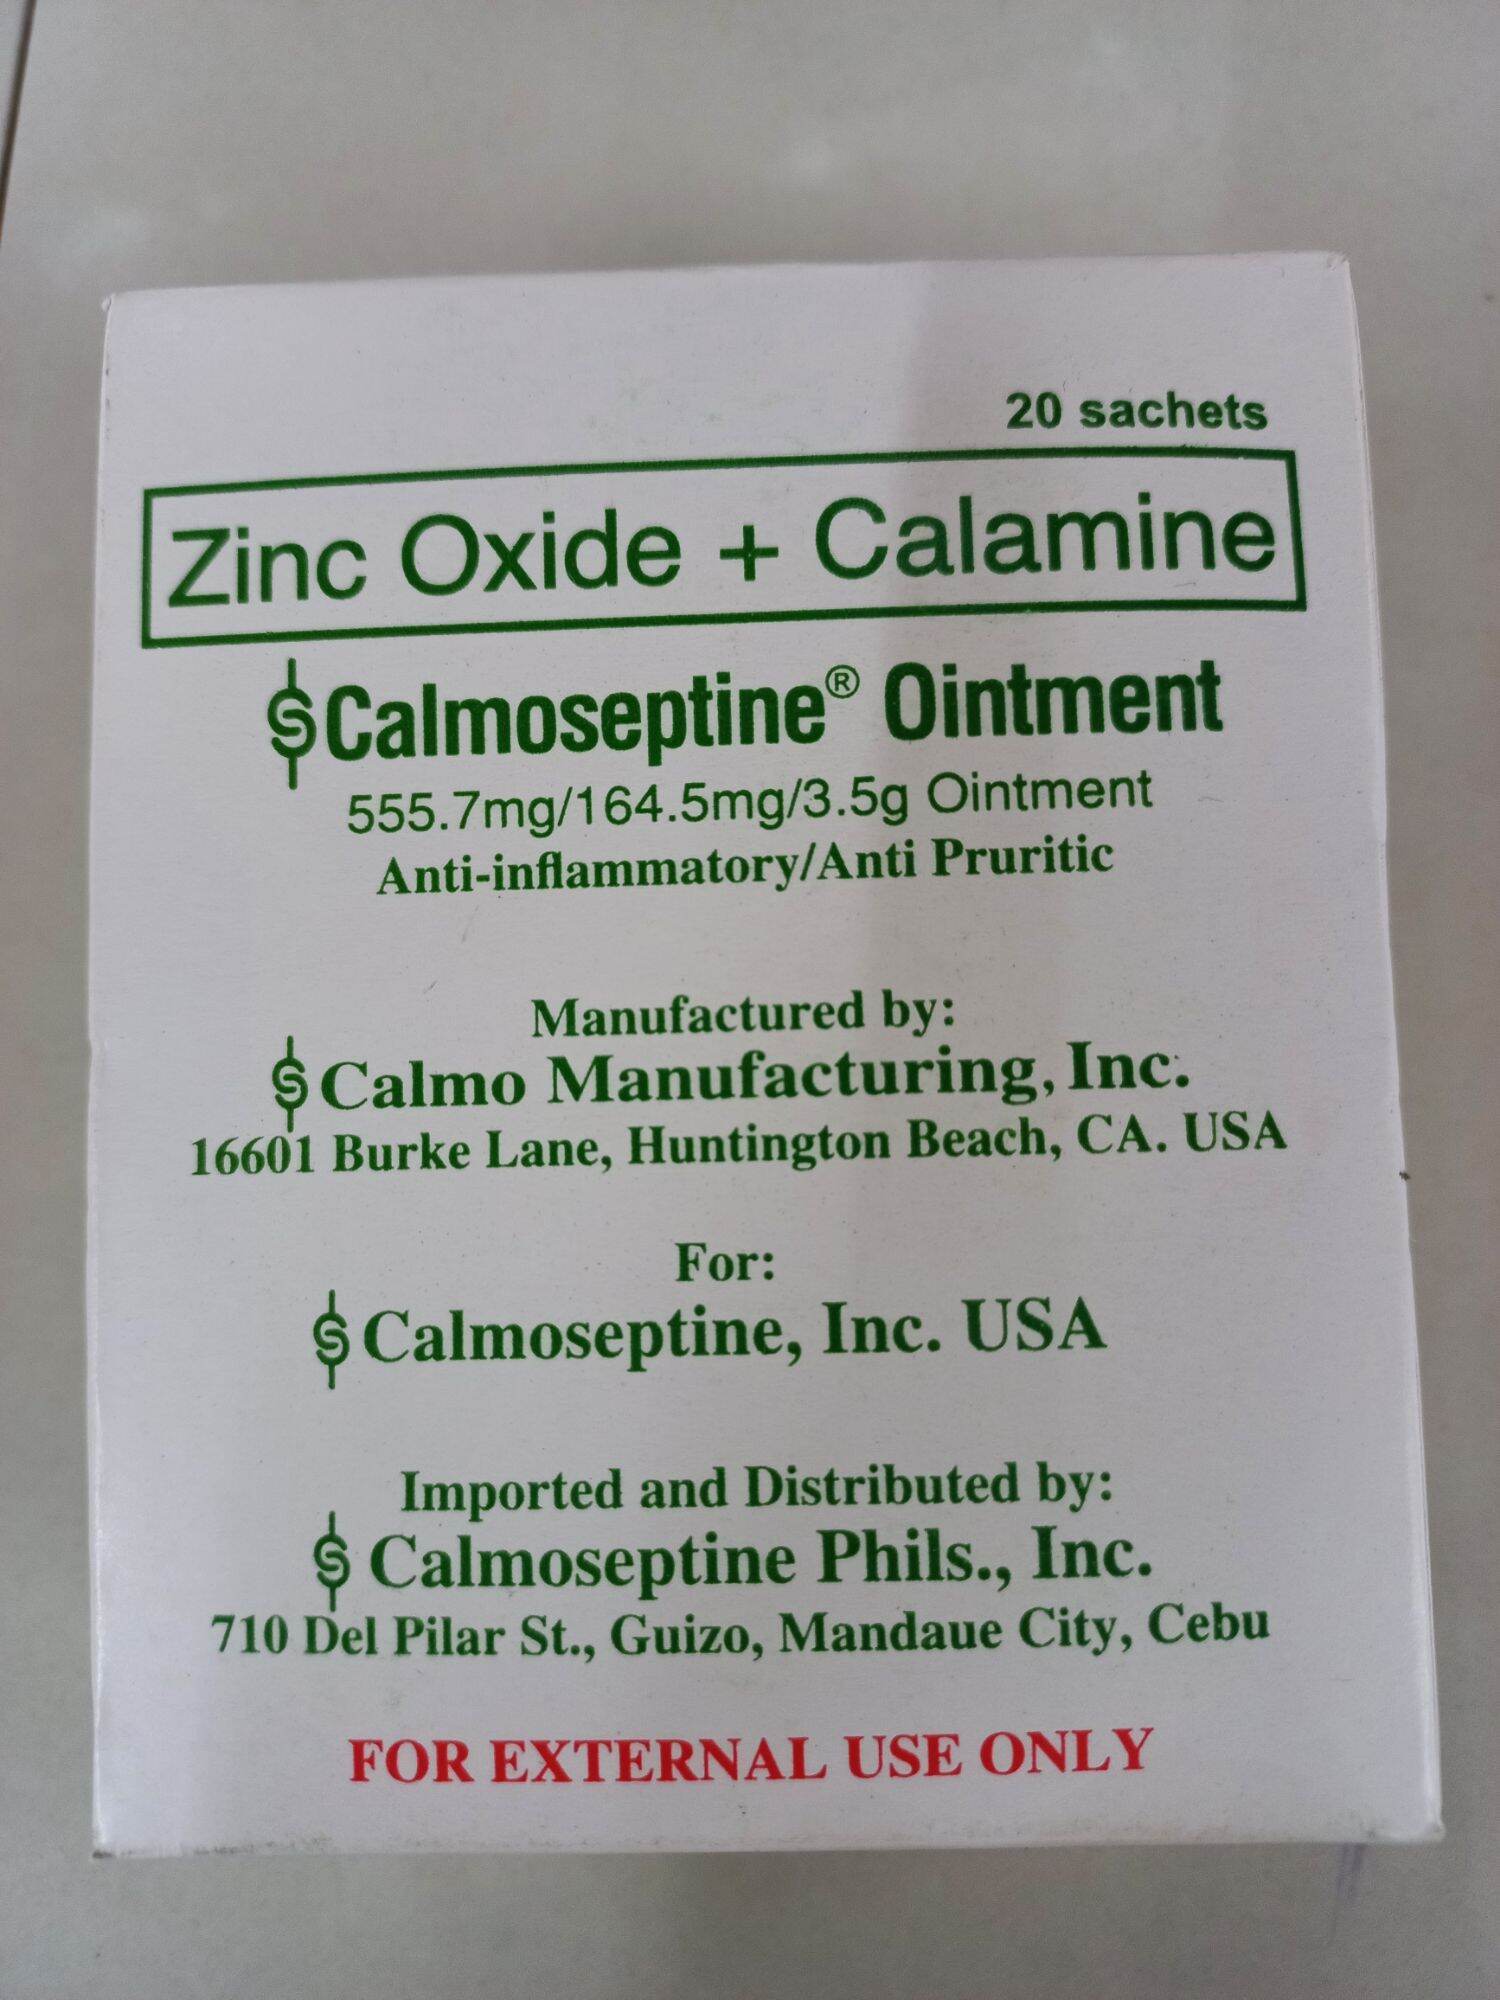 20 sachets
Zinc Oxide + Calamine
Calmoseptine® Ointment
555.7mg/164.5mg/3.5g Ointment
Anti-inflammatory/Anti Pruritic
Manufactured by:
Calmo Manufacturing, Inc.
16601 Burke Lane, Huntington Beach, CA. USA
For:
Calmoseptine, Inc. USA
Imported and Distributed by:
Calmoseptine Phils., Inc.
710 Del Pilar St., Guizo, Mandaue City, Cebu
FOR EXTERNAL USE ONLY